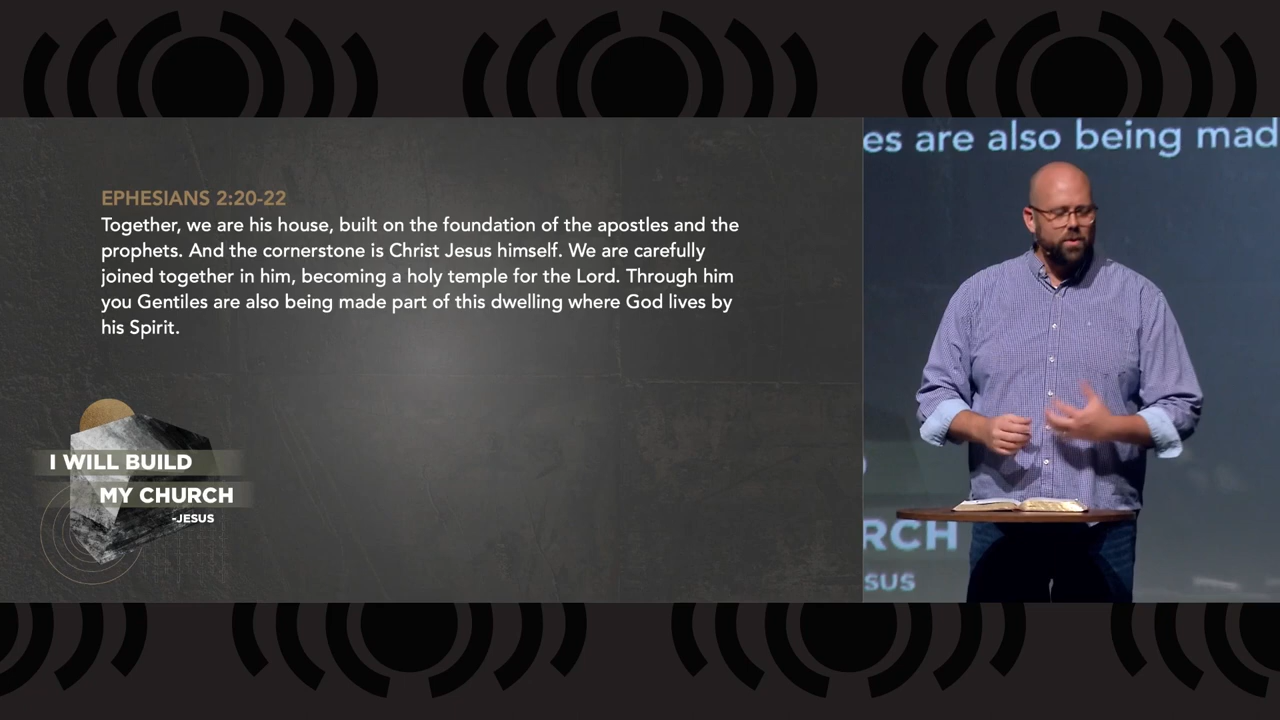 EPHESIANS 2:20-22
Together, we are his house, built on the foundation of the apostles and the
prophets. And the cornerstone is Christ Jesus himself. We are carefully
joined together in him, becoming a holy temple for the Lord. Through him
you Gentiles are also being made part of this dwelling where God lives by
his Spirit.
I WILL BUILD
MY CHURCH
-JESUS
es are also being mad
RCH
SUS